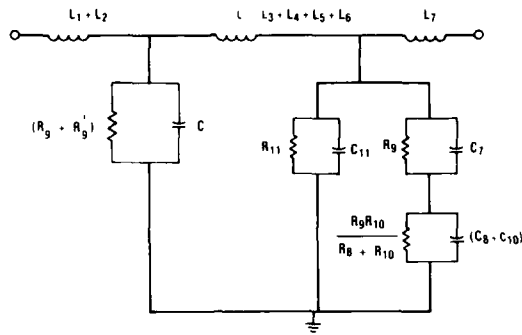 L1 + L2
L L3 + L4 + L5 + L6
L7
(R9 + R9')
C
R11
C11
R9
C7
R9R10
R8 + R10
(C8 - C10)